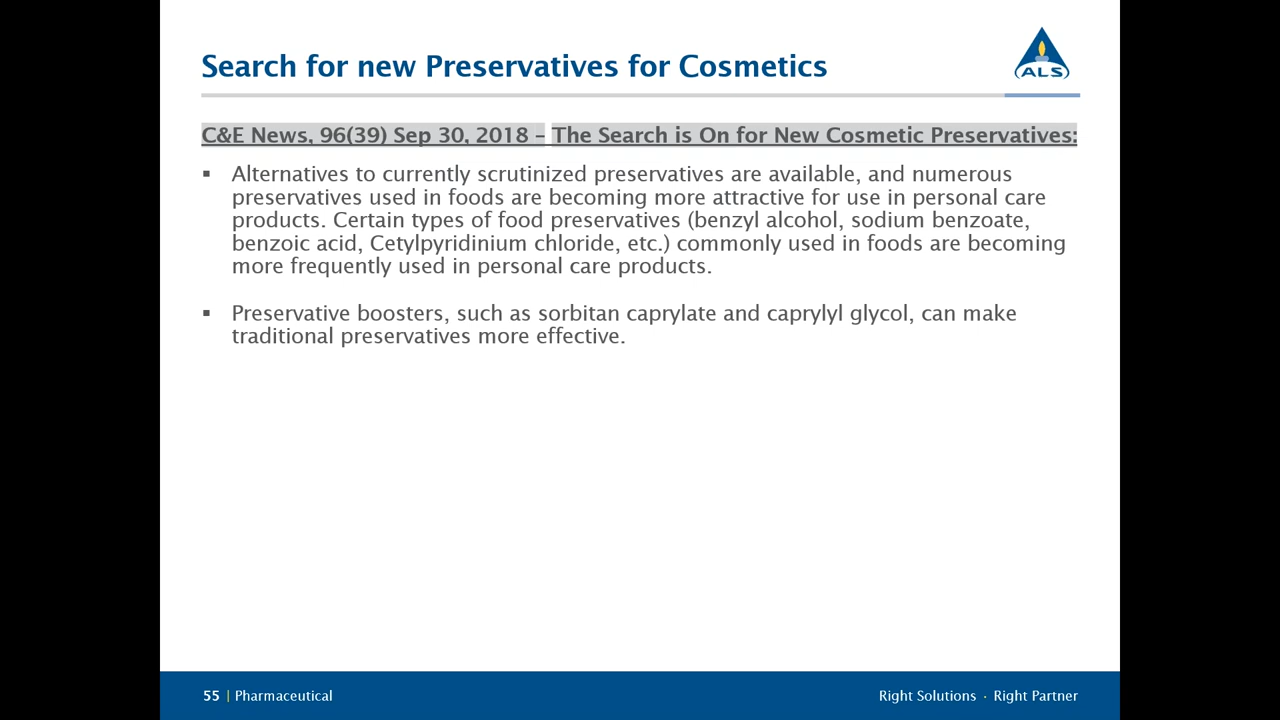 Search for new Preservatives for Cosmetics
ALS
C&E News, 96(39) Sep 30, 2018 – The Search is On for New Cosmetic Preservatives:
▪ Alternatives to currently scrutinized preservatives are available, and numerous
preservatives used in foods are becoming more attractive for use in personal care
products. Certain types of food preservatives (benzyl alcohol, sodium benzoate,
benzoic acid, Cetylpyridinium chloride, etc.) commonly used in foods are becoming
more frequently used in personal care products.
▪ Preservative boosters, such as sorbitan caprylate and caprylyl glycol, can make
traditional preservatives more effective.
55 | Pharmaceutical
Right Solutions · Right Partner